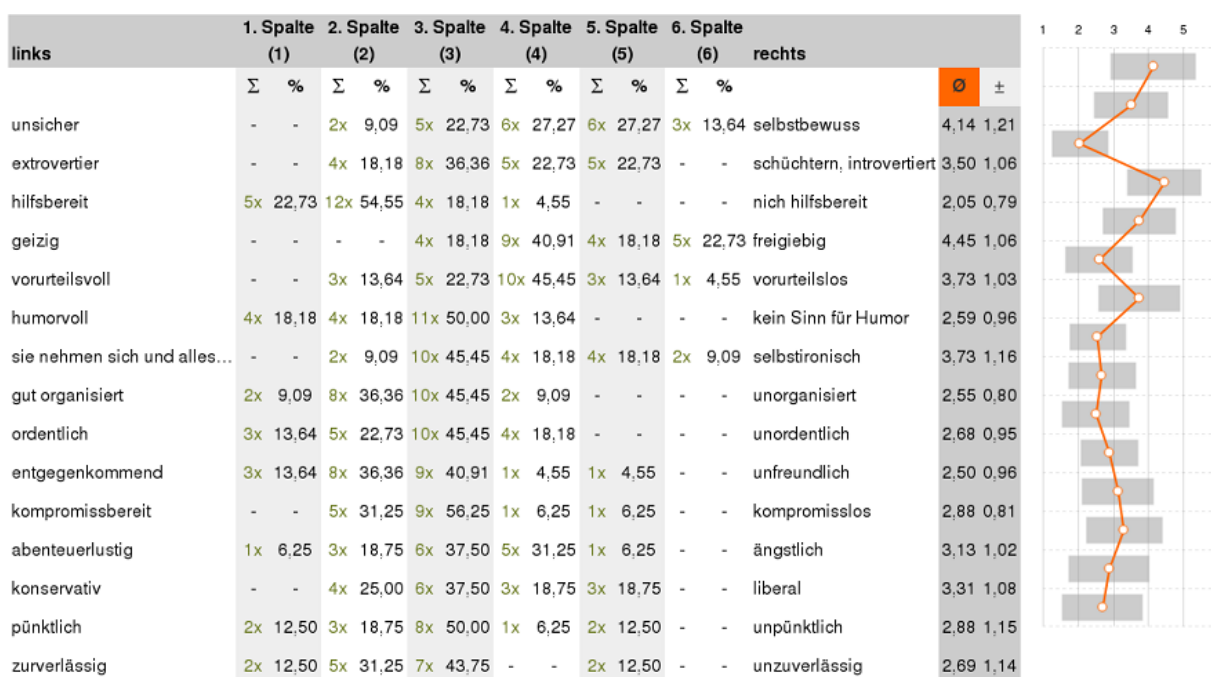 1. Spalte 2. Spalte 3. Spalte 4. Spalte 5. Spalte 6. Spalte
links (1) (2) (3) (4) (5) (6) rechts
Σ % Σ % Σ % Σ % Σ % Σ % Ø ±
unsicher - - 2x 9,09 5x 22,73 6x 27,27 6x 27,27 3x 13,64 selbstbewuss 4,14 1,21
extrovertier - - 4x 18,18 8x 36,36 5x 22,73 5x 22,73 - - schüchtern, introvertiert 3,50 1,06
hilfsbereit 5x 22,73 12x 54,55 4x 18,18 1x 4,55 - - - - nich hilfsbereit 2,05 0,79
geizig - - - - 4x 18,18 9x 40,91 4x 18,18 5x 22,73 freigiebig 4,45 1,06
vorurteilsvoll - - 3x 13,64 5x 22,73 10x 45,45 3x 13,64 1x 4,55 vorurteilslos 3,73 1,03
humorvoll 4x 18,18 4x 18,18 11x 50,00 3x 13,64 - - - - kein Sinn für Humor 2,59 0,96
sie nehmen sich und alles... - - 2x 9,09 10x 45,45 4x 18,18 4x 18,18 2x 9,09 selbstironisch 3,73 1,16
gut organisiert 2x 9,09 8x 36,36 10x 45,45 2x 9,09 - - - - unorganisiert 2,55 0,80
ordentlich 3x 13,64 5x 22,73 10x 45,45 4x 18,18 - - - - unordentlich 2,68 0,95
entgegenkommend 3x 13,64 8x 36,36 9x 40,91 1x 4,55 1x 4,55 - - unfreundlich 2,50 0,96
kompromissbereit - - 5x 31,25 9x 56,25 1x 6,25 1x 6,25 - - kompromisslos 2,88 0,81
abenteuerlustig 1x 6,25 3x 18,75 6x 37,50 5x 31,25 1x 6,25 - - ängstlich 3,13 1,02
konservativ - - 4x 25,00 6x 37,50 3x 18,75 3x 18,75 - - liberal 3,31 1,08
pünktlich 2x 12,50 3x 18,75 8x 50,00 1x 6,25 2x 12,50 - - unpünktlich 2,88 1,15
zurverlässig 2x 12,50 5x 31,25 7x 43,75 - - 2x 12,50 - - unzuverlässig 2,69 1,14
1 2 3 4 5